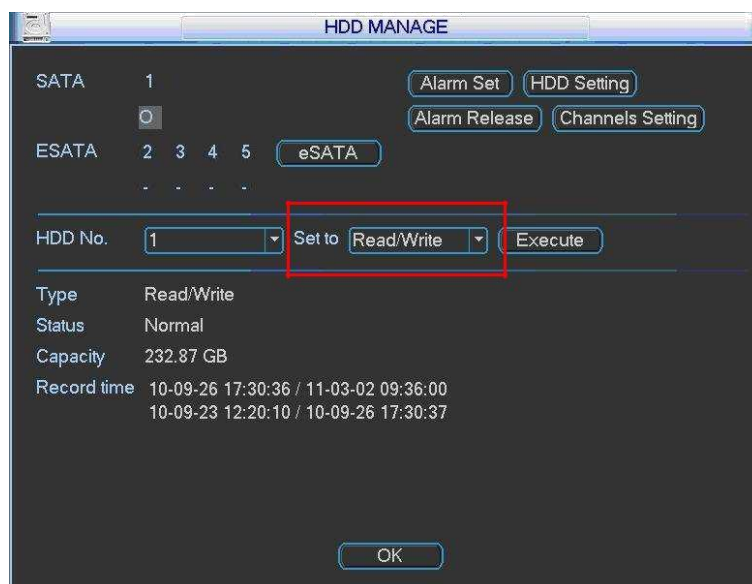 HDD MANAGE
SATA 1 Alarm Set HDD Setting
O Alarm Release Channels Setting
ESATA 2 3 4 5 eSATA
- - - -
HDD No. 1 Set to Read/Write Execute
Type Read/Write
Status Normal
Capacity 232.87 GB
Record time 10-09-26 17:30:36 / 11-03-02 09:36:00
10-09-23 12:20:10 / 10-09-26 17:30:37
OK